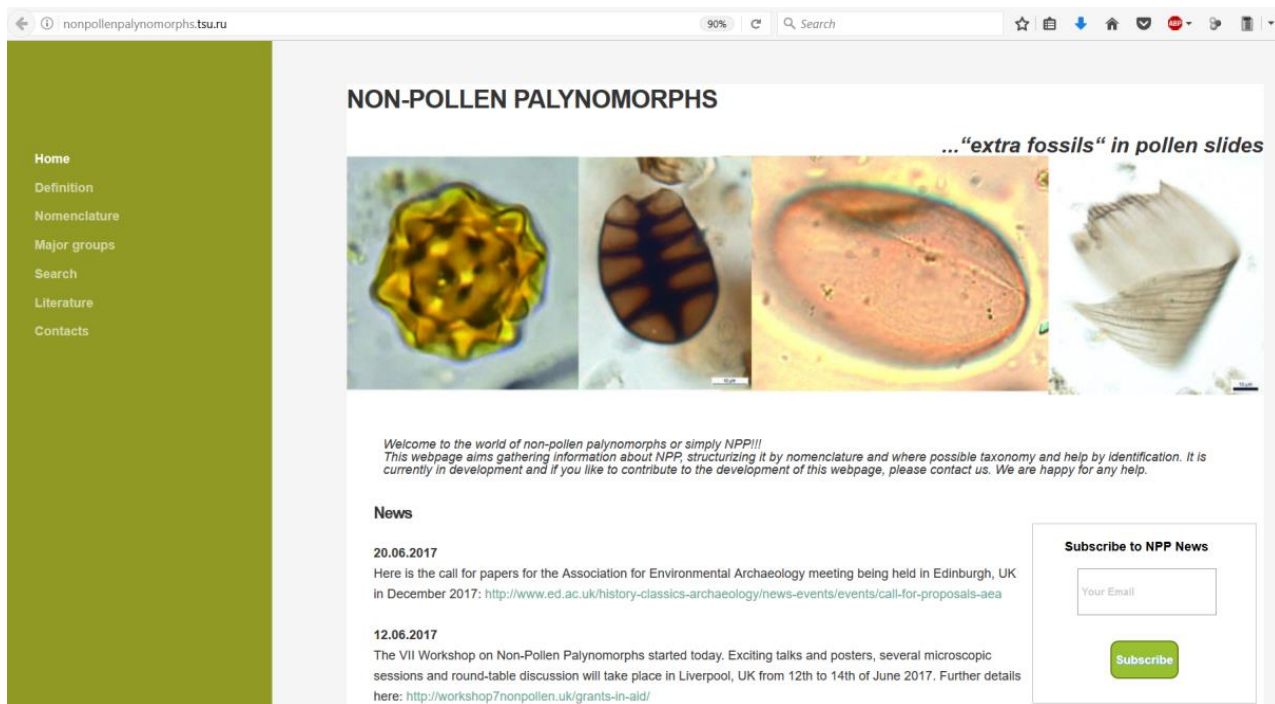 nonpollenpalynomorphs.tsu.ru
90%
Search
ABP
NON-POLLEN PALYNOMORPHS
..."extra fossils" in pollen slides
Home
Definition
Nomenclature
Major groups
Search
Literature
Contacts
10 µm
10 µm
Welcome to the world of non-pollen palynomorphs or simply NPP!!!
This webpage aims gathering information about NPP, structurizing it by nomenclature and where possible taxonomy and help by identification. It is
currently in development and if you like to contribute to the development of this webpage, please contact us. We are happy for any help.
News
20.06.2017
Here is the call for papers for the Association for Environmental Archaeology meeting being held in Edinburgh, UK
in December 2017: http://www.ed.ac.uk/history-classics-archaeology/news-events/events/call-for-proposals-aea
12.06.2017
The VII Workshop on Non-Pollen Palynomorphs started today. Exciting talks and posters, several microscopic
sessions and round-table discussion will take place in Liverpool, UK from 12th to 14th of June 2017. Further details
here: http://workshop7nonpollen.uk/grants-in-aid/
Subscribe to NPP News
Your Email
Subscribe